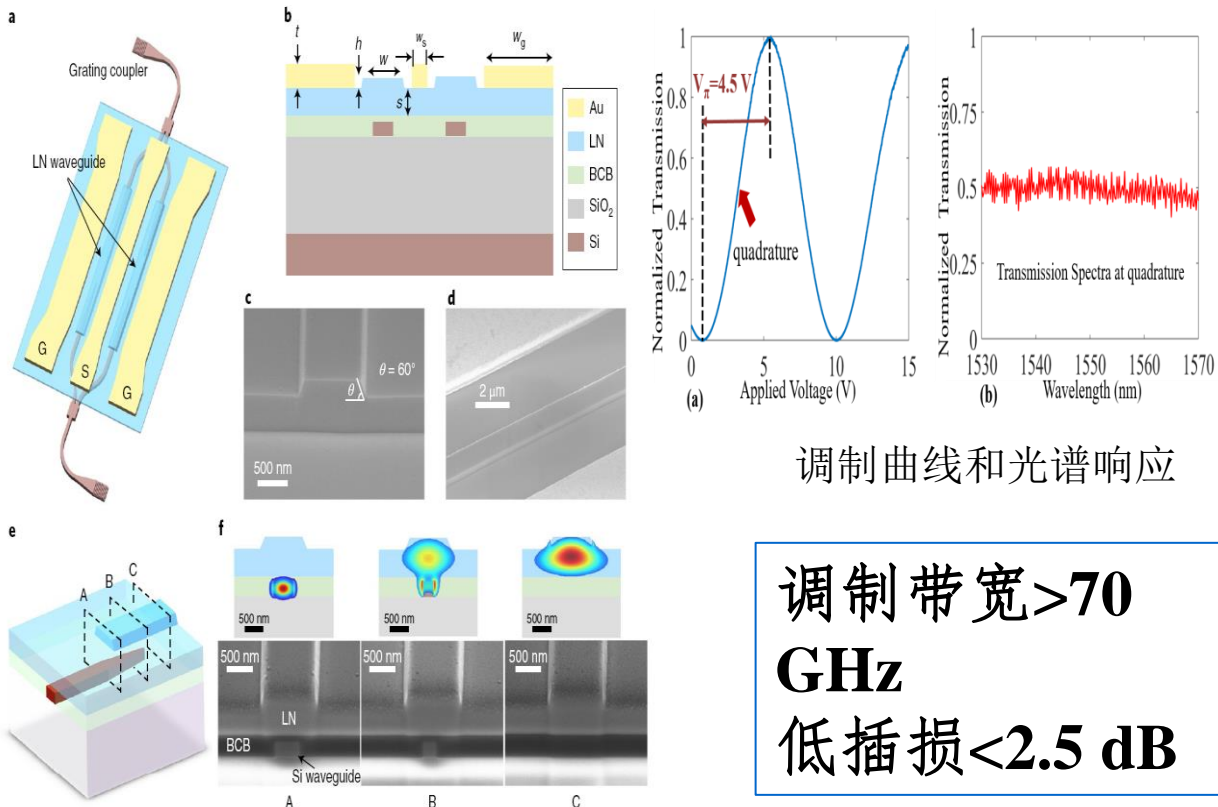 a
Grating coupler
LN waveguide
G
S
G
b
t
h
w
w_s
w_g
s
Au
LN
BCB
SiO₂
Si
c
θ
θ = 60°
500 nm
d
2 μm
e
A
B
C
f
500 nm
500 nm
500 nm
500 nm
500 nm
500 nm
LN
BCB
Si waveguide
A
B
C
Normalized Transmission
1
0.8
0.6
0.4
0.2
0
V_π=4.5 V
quadrature
0
5
10
15
(a)
Applied Voltage (V)
Normalized Transmission
1
0.75
0.5
0.25
0
Transmission Spectra at quadrature
1530
1540
1550
1560
1570
(b)
Wavelength (nm)
调制曲线和光谱响应
调制带宽>70
GHz
低插损<2.5 dB